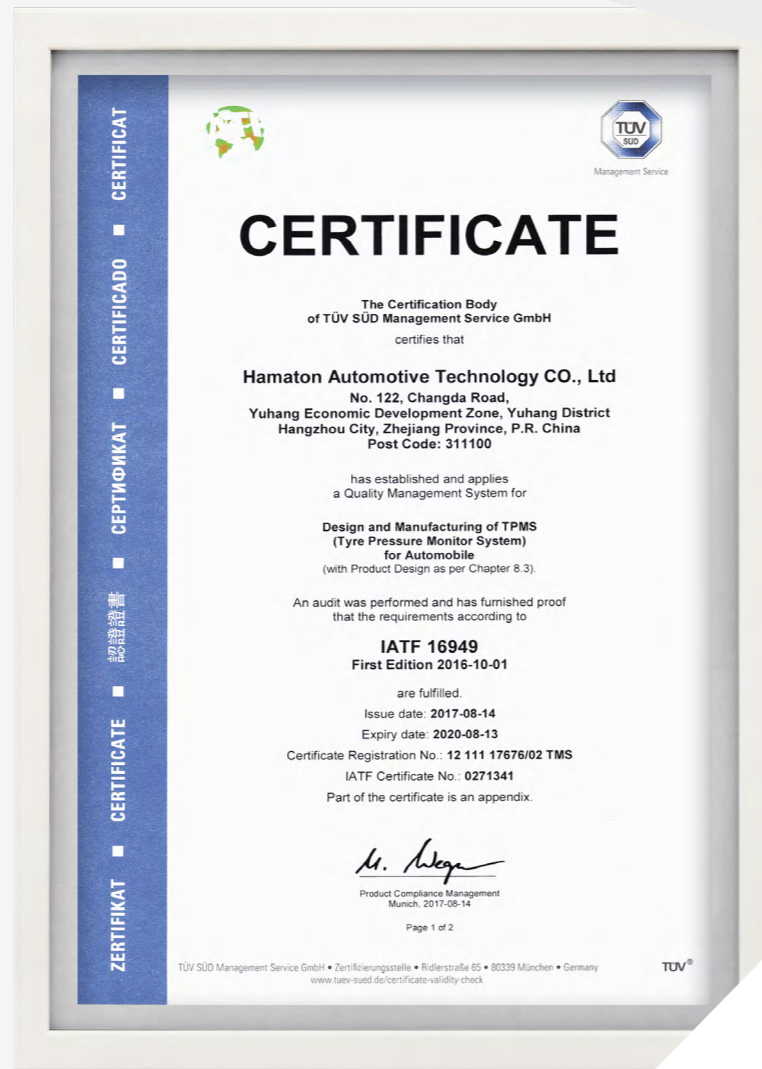 TÜV
SÜD
Management Service
CERTIFICATE
The Certification Body
of TÜV SÜD Management Service GmbH
certifies that
Hamaton Automotive Technology CO., Ltd
No. 122, Changda Road,
Yuhang Economic Development Zone, Yuhang District
Hangzhou City, Zhejiang Province, P.R. China
Post Code: 311100
has established and applies
a Quality Management System for
Design and Manufacturing of TPMS
(Tyre Pressure Monitor System)
for Automobile
(with Product Design as per Chapter 8.3).
An audit was performed and has furnished proof
that the requirements according to
IATF 16949
First Edition 2016-10-01
are fulfilled.
Issue date: 2017-08-14
Expiry date: 2020-08-13
Certificate Registration No.: 12 111 17676/02 TMS
IATF Certificate No.: 0271341
Part of the certificate is an appendix.
Product Compliance Management
Munich, 2017-08-14
Page 1 of 2
TÜV SÜD Management Service GmbH • Zertifizierungsstelle • Ridlerstraße 65 • 80339 München • Germany
www.tuev-sued.de/certificate-validity-check
TÜV®
ZERTIFIKAT ■ CERTIFICATE ■ 認證證書 ■ СЕРТИФИКАТ ■ CERTIFICADO ■ CERTIFICAT